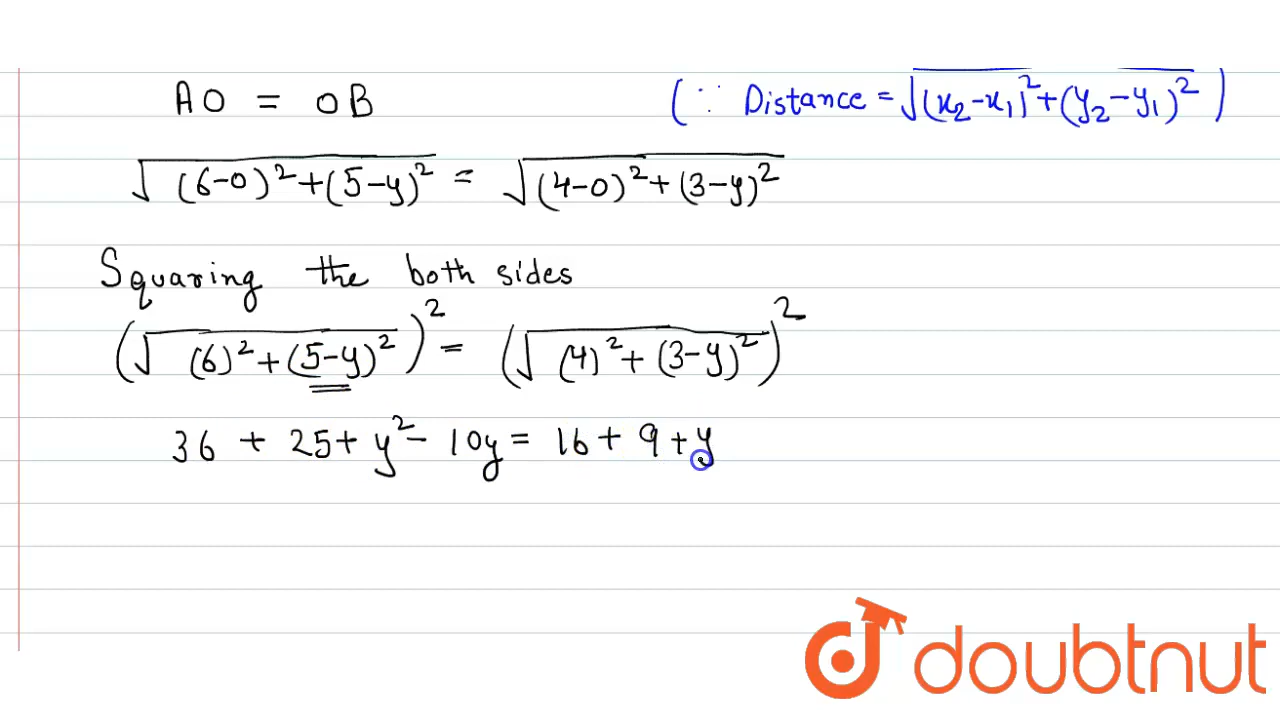 AO = OB (∵ Distance = √(x₂-x₁)²+(y₂-y₁)²)
√(6-0)²+(5-y)² = √(4-0)²+(3-y)²
Squaring the both sides
(√(6)²+(5-y)²)² = (√(4)²+(3-y)²)²
36 + 25 + y² - 10y = 16 + 9 + y
doubtnut